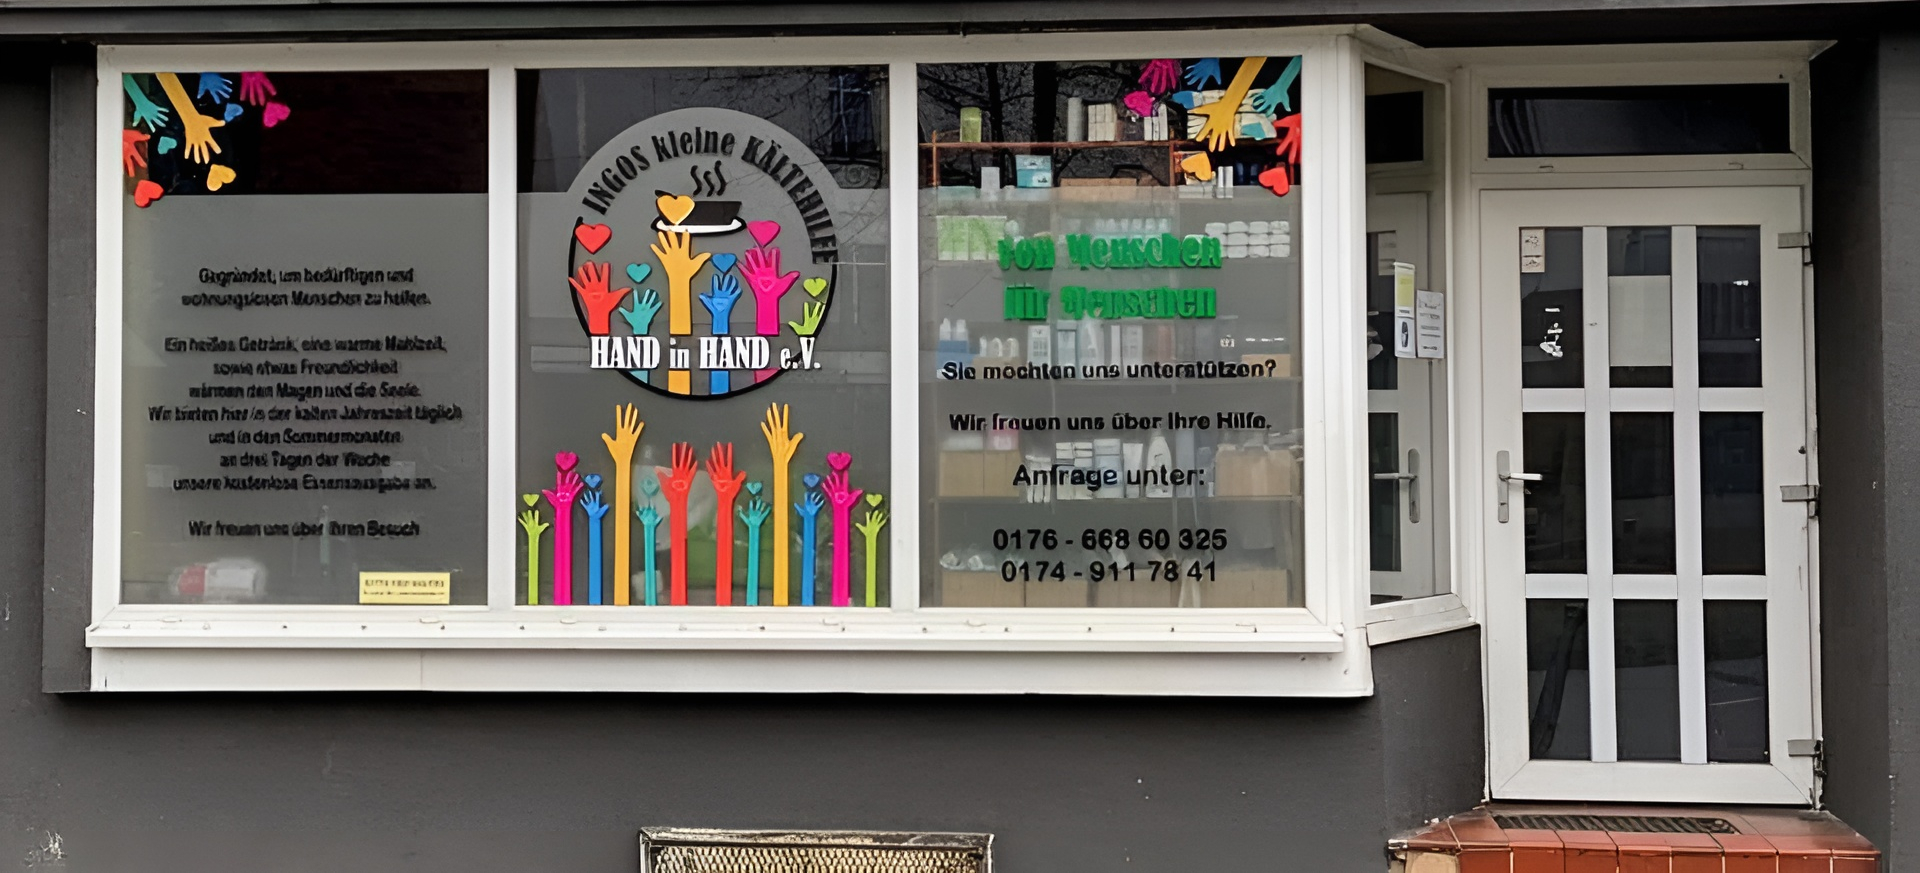 Gegründet, um bedürftigen und
wohnungslosen Menschen zu helfen.
Ein heißes Getränk, eine warme Mahlzeit,
sowie etwas Freundlichkeit
wärmen den Magen und die Seele.
Wir bieten hier in der kalten Jahreszeit täglich
und in den Sommermonaten
an drei Tagen der Woche
unsere kostenlose Essensausgabe an.
Wir freuen uns über Ihren Besuch
INGOS kleine KÄLTEHILFE
HAND in HAND e.V.
von Menschen
für Menschen
Sie möchten uns unterstützen?
Wir freuen uns über Ihre Hilfe.
Anfrage unter:
0176 - 668 60 325
0174 - 911 78 41